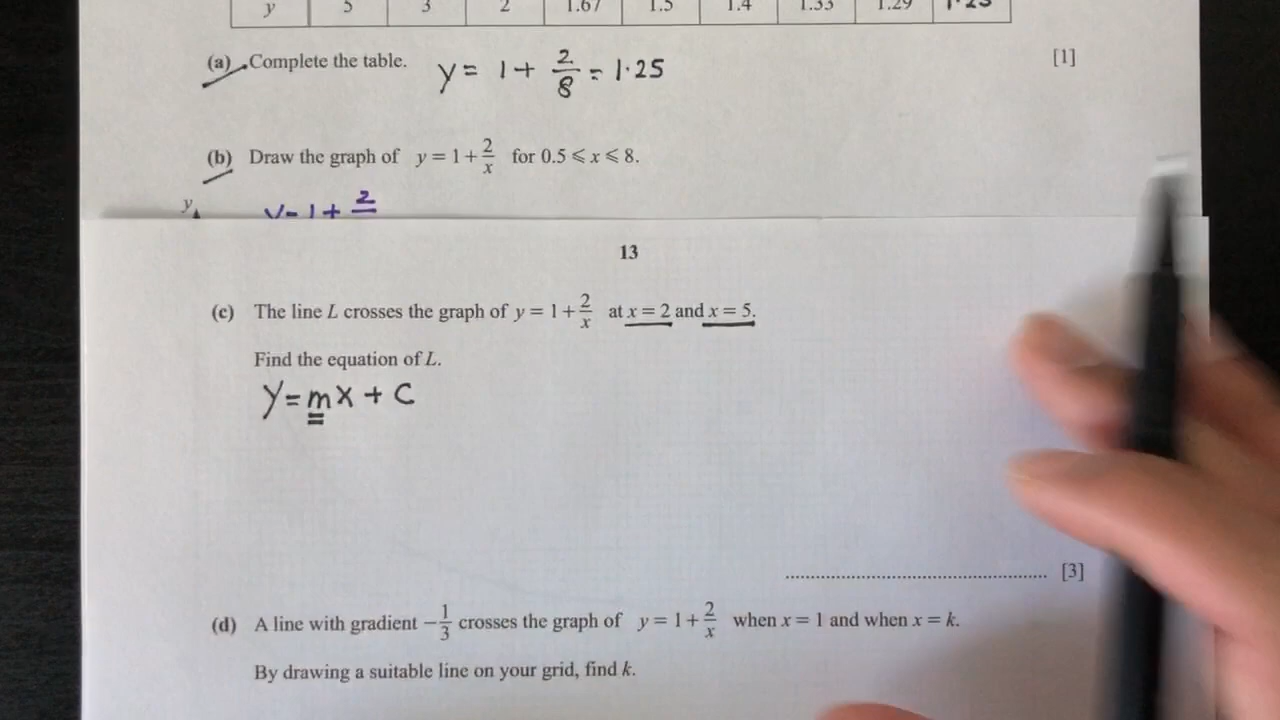 y 5 3 2 1.67 1.5 1.4 1.33 1.29 1.25
(a) Complete the table. y = 1 + 2/8 = 1.25 [1]
(b) Draw the graph of y = 1 + 2/x for 0.5 ⩽ x ⩽ 8.
y y = 1 + 2
13
(c) The line L crosses the graph of y = 1 + 2/x at x = 2 and x = 5.
Find the equation of L.
y = mx + c
[3]
(d) A line with gradient −1/3 crosses the graph of y = 1 + 2/x when x = 1 and when x = k.
By drawing a suitable line on your grid, find k.